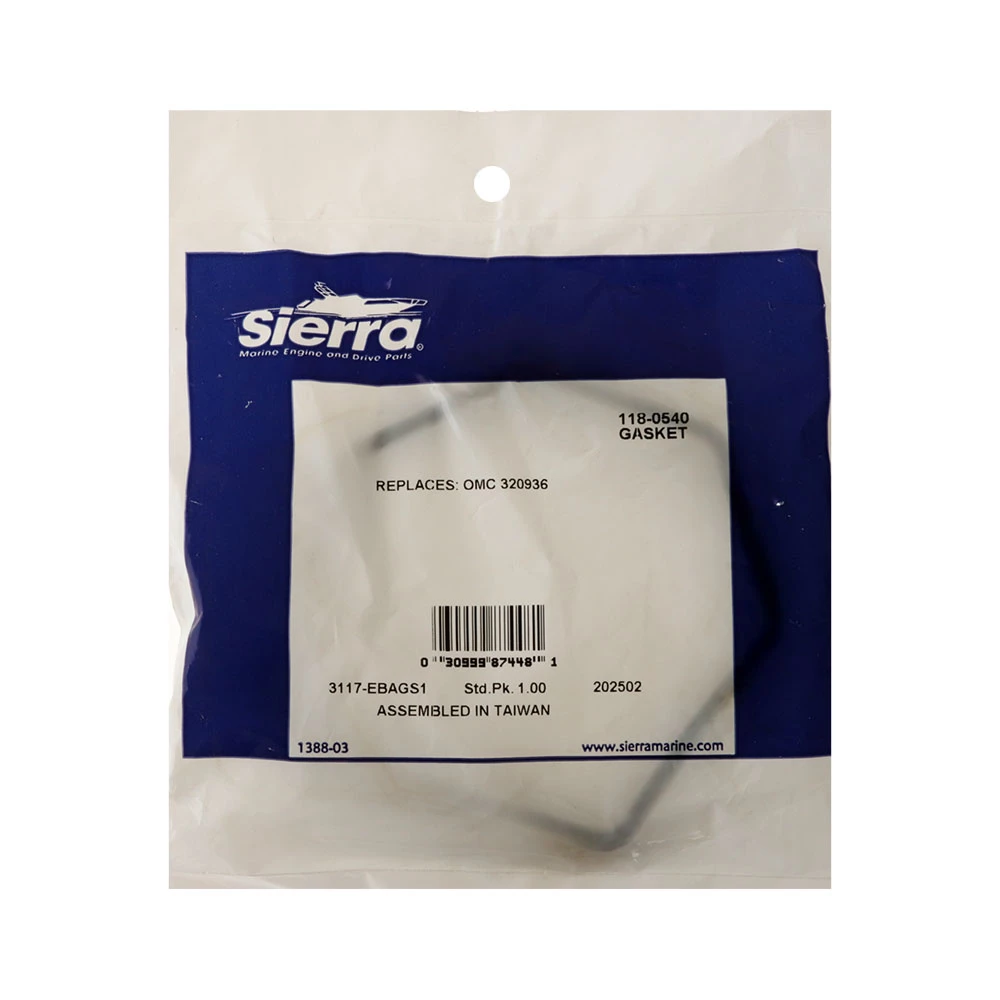 Sierra
Marine Engine and Drive Parts
118-0540
GASKET
REPLACES: OMC 320936
0 30999 87448 1
3117-EBAGS1 Std.Pk. 1.00 202502
ASSEMBLED IN TAIWAN
1388-03 www.sierramarine.com